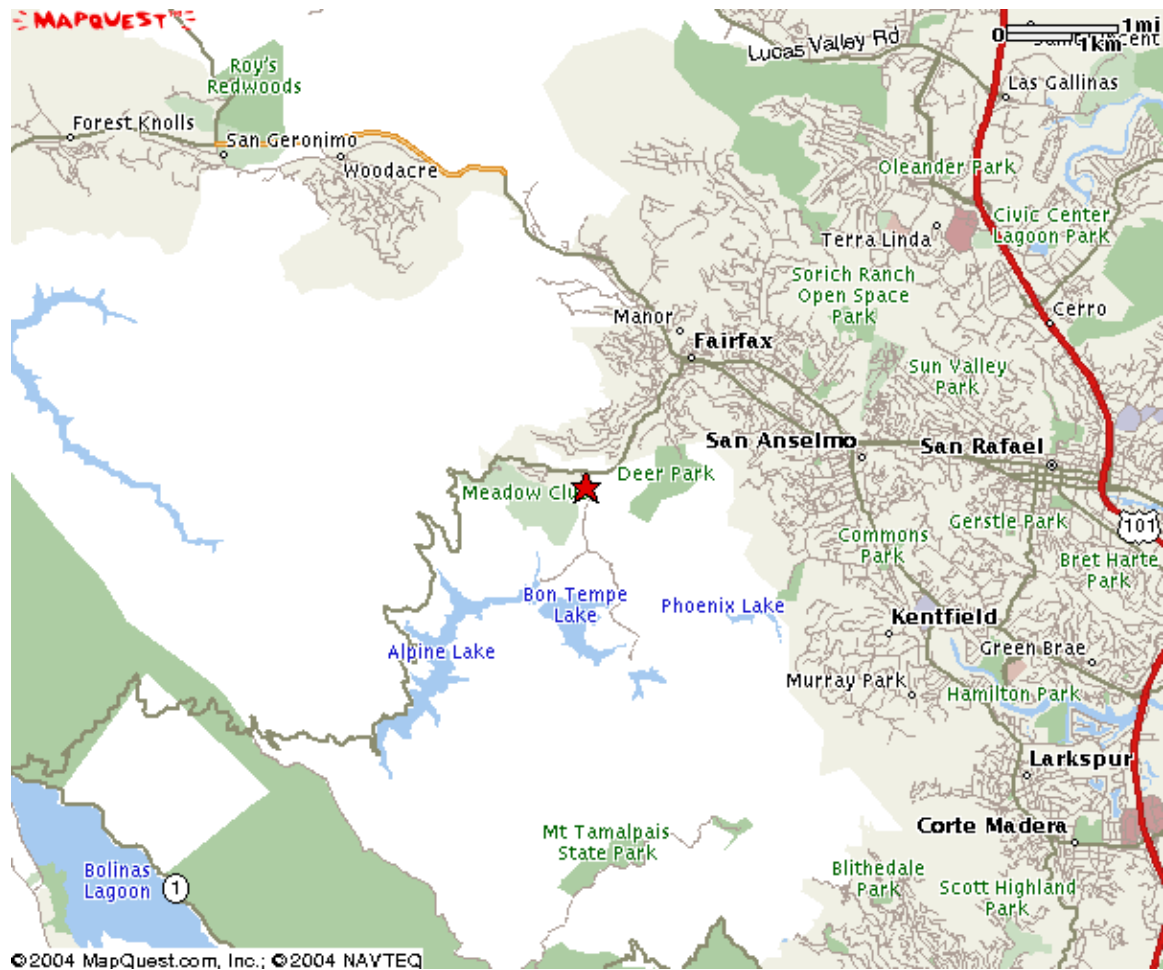 MAPQUEST
Lucas Valley Rd
0
1mi
1km
Las Gallinas
Roy's
Redwoods
Forest Knolls
San Geronimo
Woodacre
Oleander Park
Civic Center
Lagoon Park
Terra Linda
Sorich Ranch
Open Space
Park
Cerro
Manor
Fairfax
Sun Valley
Park
San Anselmo
San Rafael
Deer Park
Meadow Clu
Gerstle Park
101
Commons
Park
Bret Harte
Park
Bon Tempe
Lake
Phoenix Lake
Kentfield
Alpine Lake
Green Brae
Murray Park
Hamilton Park
Larkspur
Corte Madera
Mt Tamalpais
State Park
Bolinas
Lagoon
1
Blithedale
Park
Scott Highland
Park
©2004 MapQuest.com, Inc.; ©2004 NAVTEQ